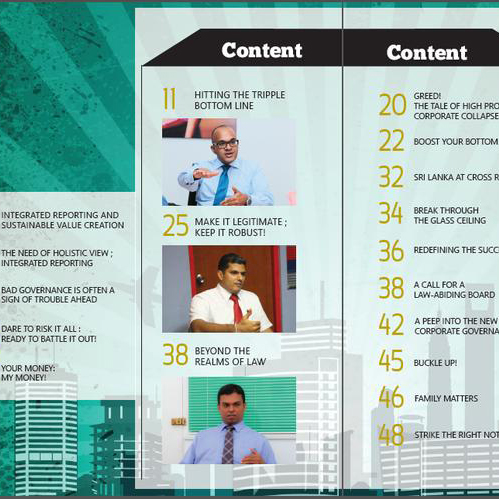 INTEGRATED REPORTING AND
SUSTAINABLE VALUE CREATION
THE NEED OF HOLISTIC VIEW ;
INTEGRATED REPORTING
BAD GOVERNANCE IS OFTEN A
SIGN OF TROUBLE AHEAD
DARE TO RISK IT ALL :
READY TO BATTLE IT OUT!
YOUR MONEY:
MY MONEY!
Content
11 HITTING THE TRIPPLE
BOTTOM LINE
25 MAKE IT LEGITIMATE ;
KEEP IT ROBUST!
38 BEYOND THE
REALMS OF LAW
Content
20 GREED!
THE TALE OF HIGH PRO
CORPORATE COLLAPSE
22 BOOST YOUR BOTTOM
32 SRI LANKA AT CROSS R
34 BREAK THROUGH
THE GLASS CEILING
36 REDEFINING THE SUCC
38 A CALL FOR A
LAW-ABIDING BOARD
42 A PEEP INTO THE NEW
CORPORATE GOVERNA
45 BUCKLE UP!
46 FAMILY MATTERS
48 STRIKE THE RIGHT NOT